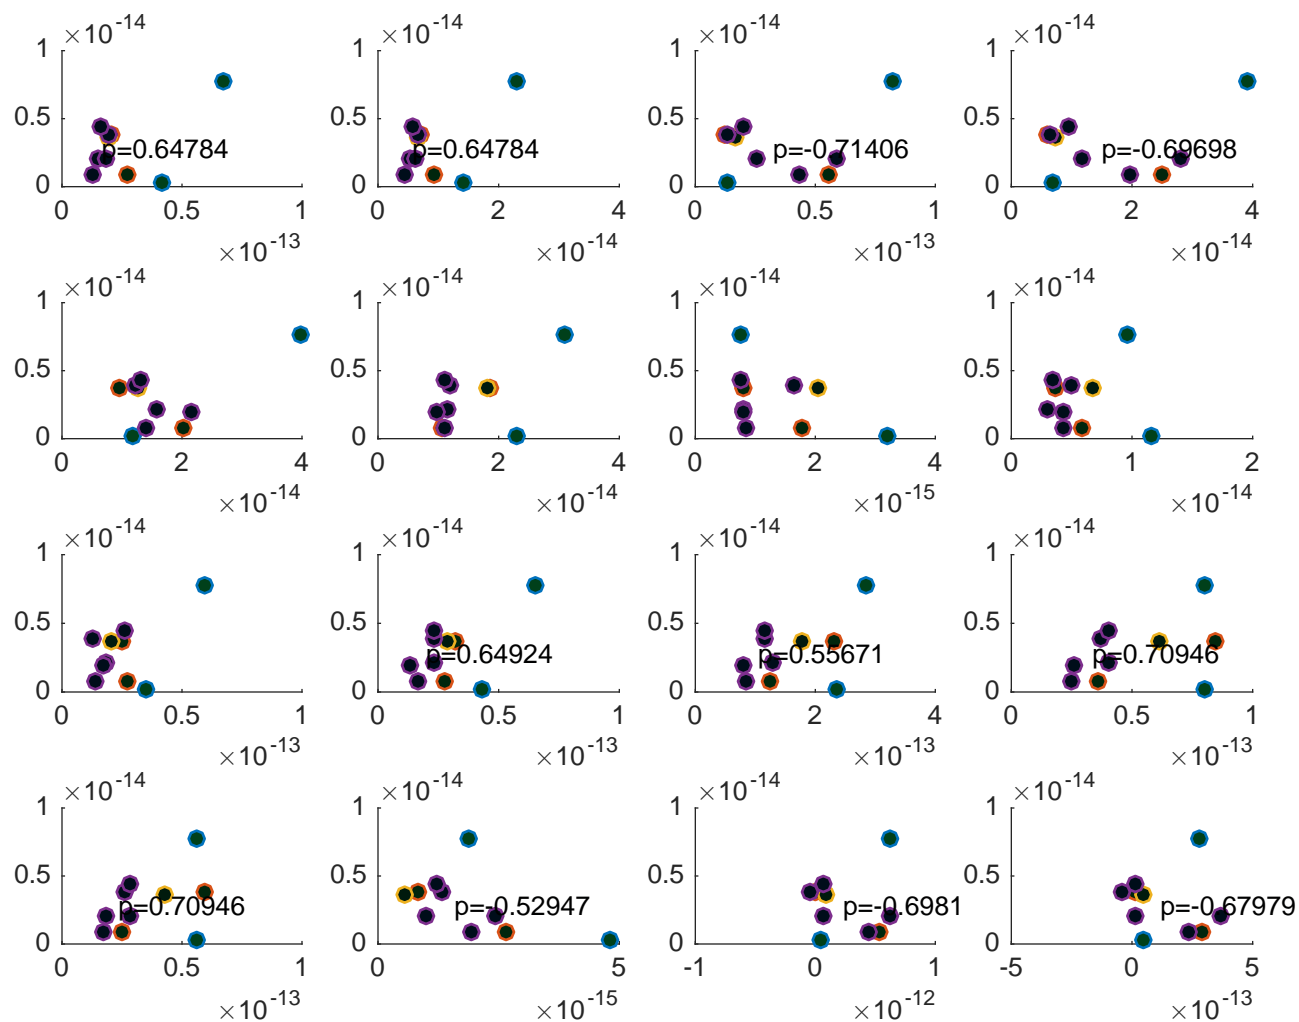 ×10-14 ×10-14 ×10-14 ×10-14
1 1 1 1
0.5 0.5 0.5 0.5
p=0.64784 p=0.64784 p=-0.71406 p=-0.69698
0 0 0 0
0 0.5 1 0 2 4 0 0.5 1 0 2 4
×10-13 ×10-14 ×10-13 ×10-14
×10-14 ×10-14 ×10-14 ×10-14
1 1 1 1
0.5 0.5 0.5 0.5
0 0 0 0
0 2 4 0 2 4 0 2 4 0 1 2
×10-14 ×10-14 ×10-15 ×10-14
×10-14 ×10-14 ×10-14 ×10-14
1 1 1 1
0.5 0.5 0.5 0.5
p=0.64924 p=0.55671 p=0.70946
0 0 0 0
0 0.5 1 0 0.5 1 0 2 4 0 0.5 1
×10-13 ×10-13 ×10-13 ×10-13
×10-14 ×10-14 ×10-14 ×10-14
1 1 1 1
0.5 0.5 0.5 0.5
p=0.70946 p=-0.52947 p=-0.6981 p=-0.67979
0 0 0 0
0 0.5 1 0 5 -1 0 1 -5 0 5
×10-13 ×10-15 ×10-12 ×10-13